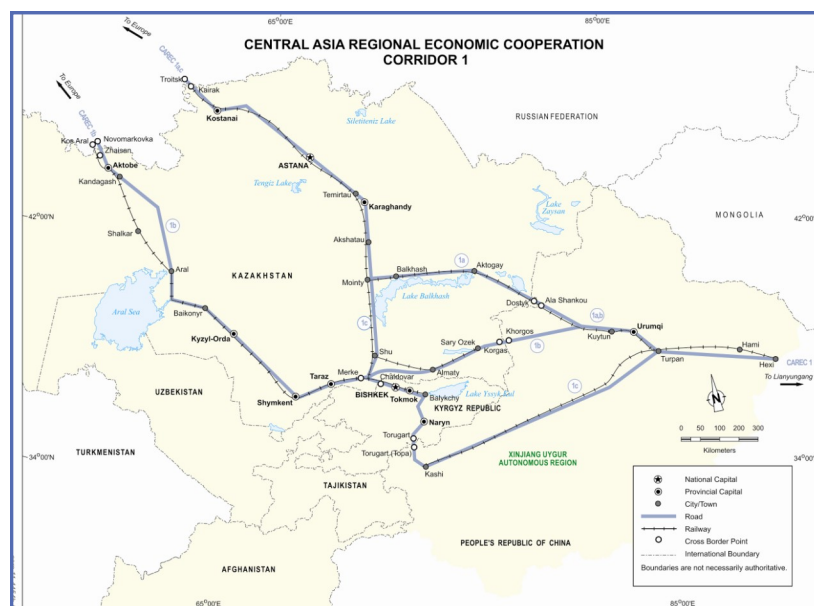 65°00'E
85°00'E
To Europe
CENTRAL ASIA REGIONAL ECONOMIC COOPERATION
CORRIDOR 1
CAREC 1a,c
Troitsk
Kairak
To Europe
Kostanai
RUSSIAN FEDERATION
Siletiteniz Lake
CAREC 1b
Kos Aral
Novomarkovka
Zhaisen
Aktobe
Kandagash
ASTANA
Tengiz Lake
Temirtau
Karaghandy
Lake
Zaysan
MONGOLIA
42°00'N
42°00'N
Shalkar
1b
Akshatau
Aral
KAZAKHSTAN
Mointy
Balkhash
1a
Aktogay
Lake Balkhash
Dostyk
Ala Shankou
Aral Sea
Baikonyr
1c
Kyzyl-Orda
Khorgos
1a,b
Urumqi
Sary Ozek
Korgas
1b
Kuytun
Hami
Shu
Almaty
Turpan
Hexi
CAREC 1
To Lianyungang
Merke
Chaldovar
Taraz
UZBEKISTAN
Shymkent
BISHKEK
Tokmok
Balykchy
Lake Yssyk Kul
KYRGYZ REPUBLIC
1c
N
Naryn
0 50 100 200 300
Kilometers
TURKMENISTAN
Torugart
Torugart (Topa)
Kashi
34°00'N
34°00'N
XINJIANG UYGUR
AUTONOMOUS REGION
TAJIKISTAN
National Capital
Provincial Capital
City/Town
Road
Railway
Cross Border Point
International Boundary
Boundaries are not necessarily authoritative.
PEOPLE'S REPUBLIC OF CHINA
AFGHANISTAN
65°00'E
85°00'E